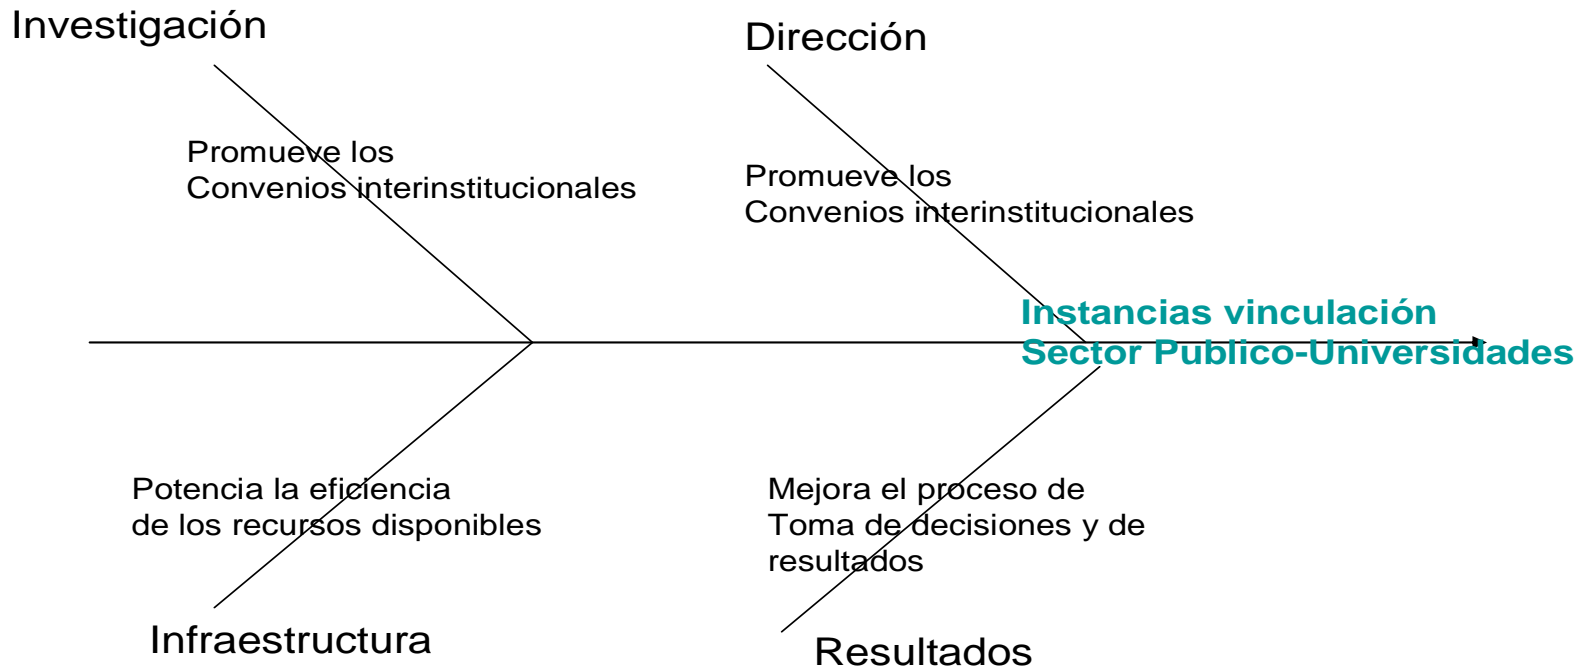 Investigación
Dirección
Promueve los
Convenios interinstitucionales
Promueve los
Convenios interinstitucionales
Instancias vinculación
Sector Publico-Universidades
Potencia la eficiencia
de los recursos disponibles
Mejora el proceso de
Toma de decisiones y de
resultados
Infraestructura
Resultados